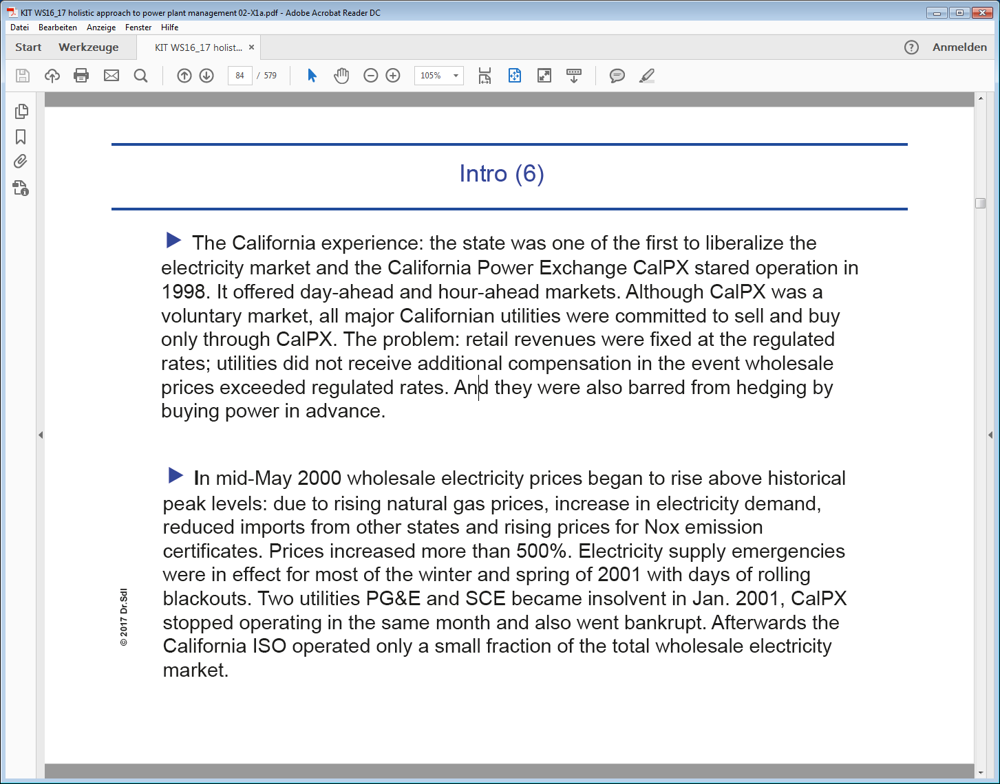 KIT WS16_17 holistic approach to power plant management 02-X1a.pdf - Adobe Acrobat Reader DC
Datei Bearbeiten Anzeige Fenster Hilfe
Start Werkzeuge KIT WS16_17 holist... × ? Anmelden
84 / 579 105%
Intro (6)
The California experience: the state was one of the first to liberalize the
electricity market and the California Power Exchange CalPX stared operation in
1998. It offered day-ahead and hour-ahead markets. Although CalPX was a
voluntary market, all major Californian utilities were committed to sell and buy
only through CalPX. The problem: retail revenues were fixed at the regulated
rates; utilities did not receive additional compensation in the event wholesale
prices exceeded regulated rates. And they were also barred from hedging by
buying power in advance.
In mid-May 2000 wholesale electricity prices began to rise above historical
peak levels: due to rising natural gas prices, increase in electricity demand,
reduced imports from other states and rising prices for Nox emission
certificates. Prices increased more than 500%. Electricity supply emergencies
were in effect for most of the winter and spring of 2001 with days of rolling
blackouts. Two utilities PG&E and SCE became insolvent in Jan. 2001, CalPX
stopped operating in the same month and also went bankrupt. Afterwards the
California ISO operated only a small fraction of the total wholesale electricity
market.
© 2017 Dr.Sdl